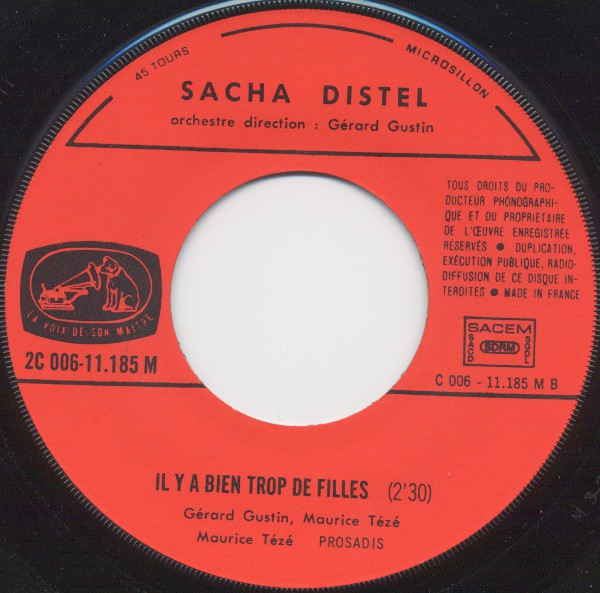 45 TOURS
MICROSILLON
SACHA DISTEL
orchestre direction : Gérard Gustin
TOUS DROITS DU PRO-
DUCTEUR PHONOGRAPHI-
QUE ET DU PROPRIÉTAIRE
DE L'ŒUVRE ENREGISTRÉE
RÉSERVÉS ● DUPLICATION,
EXÉCUTION PUBLIQUE, RADIO-
DIFFUSION DE CE DISQUE IN-
TERDITES ● MADE IN FRANCE
LA VOIX DE SON MAITRE
2C 006-11.185 M
SACEM
SACD
SDRM
SGDL
C 006 - 11.185 M B
IL Y A BIEN TROP DE FILLES (2'30)
Gérard Gustin, Maurice Tézé
Maurice Tézé PROSADIS